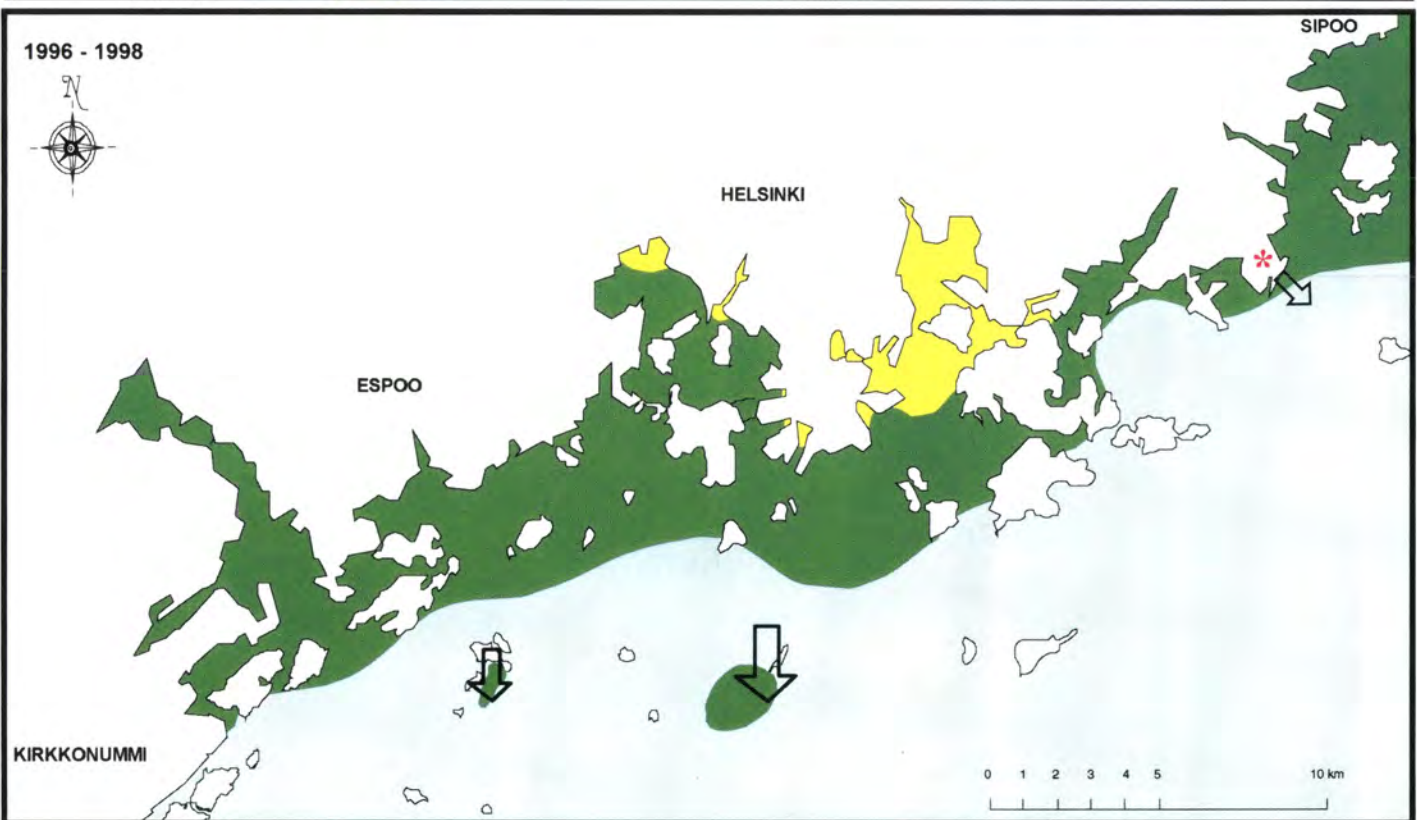 SIPOO
1996 - 1998
N
HELSINKI
ESPOO
*
KIRKKONUMMI
0 1 2 3 4 5 10 km